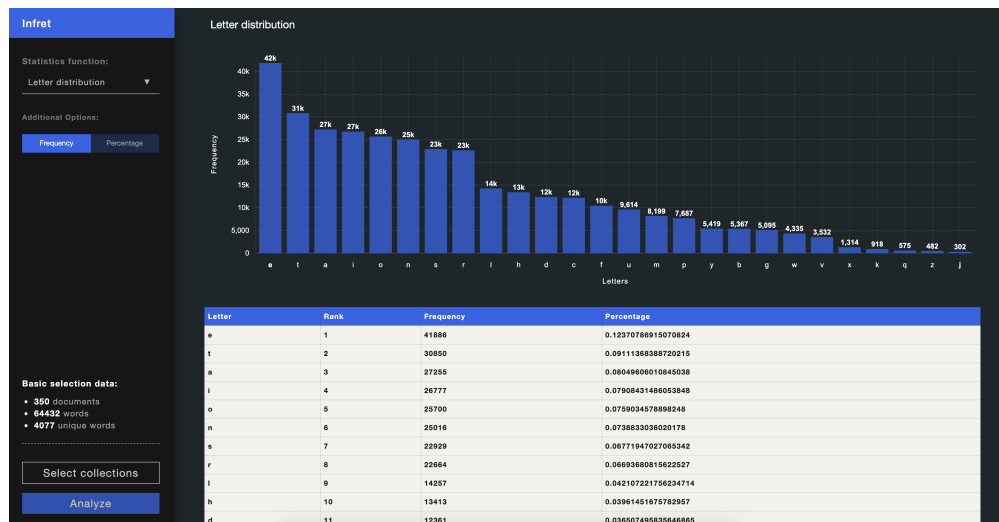 Infret
Statistics function:
Letter distribution ▼
Additional Options:
Frequency Percentage
Basic selection data:
• 350 documents
• 64432 words
• 4077 unique words
Select collections
Analyze
Letter distribution
Frequency
40k
35k
30k
25k
20k
15k
10k
5,000
0
42k 31k 27k 27k 26k 25k 23k 23k 14k 13k 12k 12k 10k 9,614 8,199 7,687 5,419 5,367 5,095 4,335 3,532 1,314 918 575 482 302
e t a i o n s r l h d c f u m p y b g w v x k q z j
Letters
Letter Rank Frequency Percentage
e 1 41886 0.12370786915070824
t 2 30850 0.09111368388720215
a 3 27255 0.08049606010845038
i 4 26777 0.07908431486053848
o 5 25700 0.0759034578898248
n 6 25016 0.0738833036020178
s 7 22929 0.06771947027065342
r 8 22664 0.06693680815622527
l 9 14257 0.042107221756234714
h 10 13413 0.03961451675782957
d 11 12361 0.036507495835646865